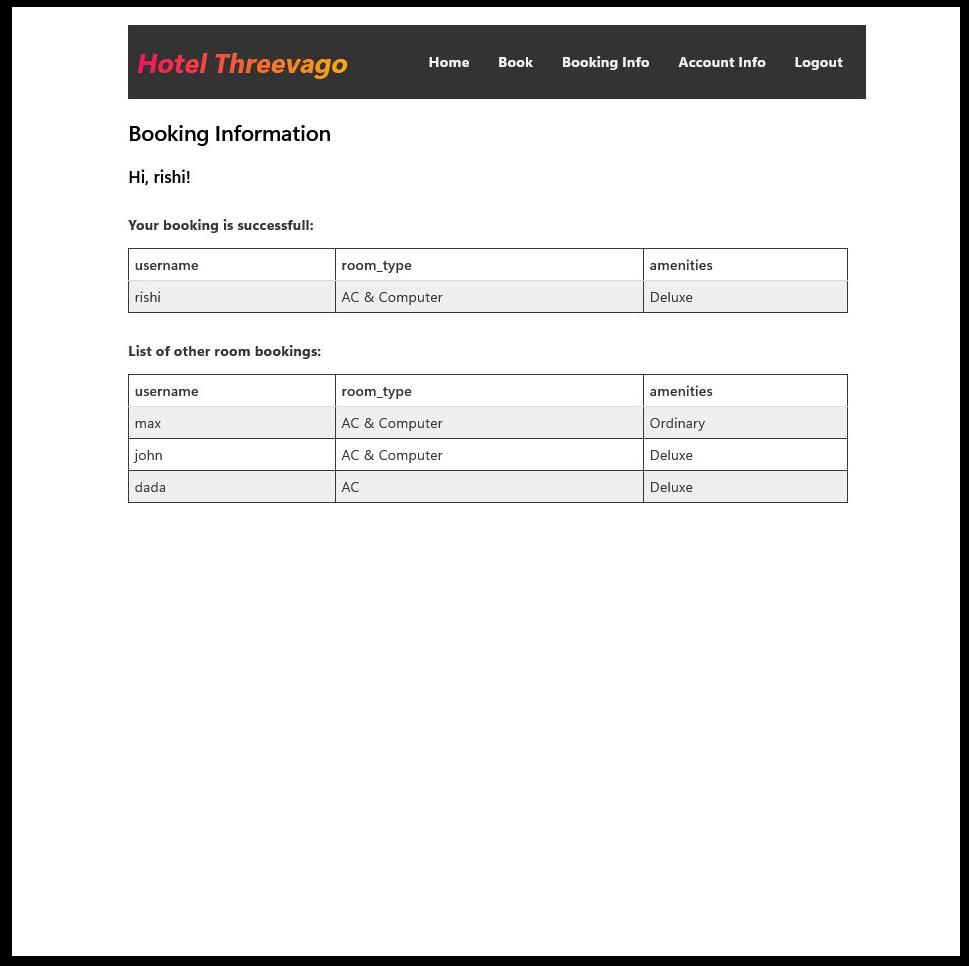 Hotel Threevago Home Book Booking Info Account Info Logout
Booking Information
Hi, rishi!
Your booking is successfull:
username room_type amenities
rishi AC & Computer Deluxe
List of other room bookings:
username room_type amenities
max AC & Computer Ordinary
john AC & Computer Deluxe
dada AC Deluxe